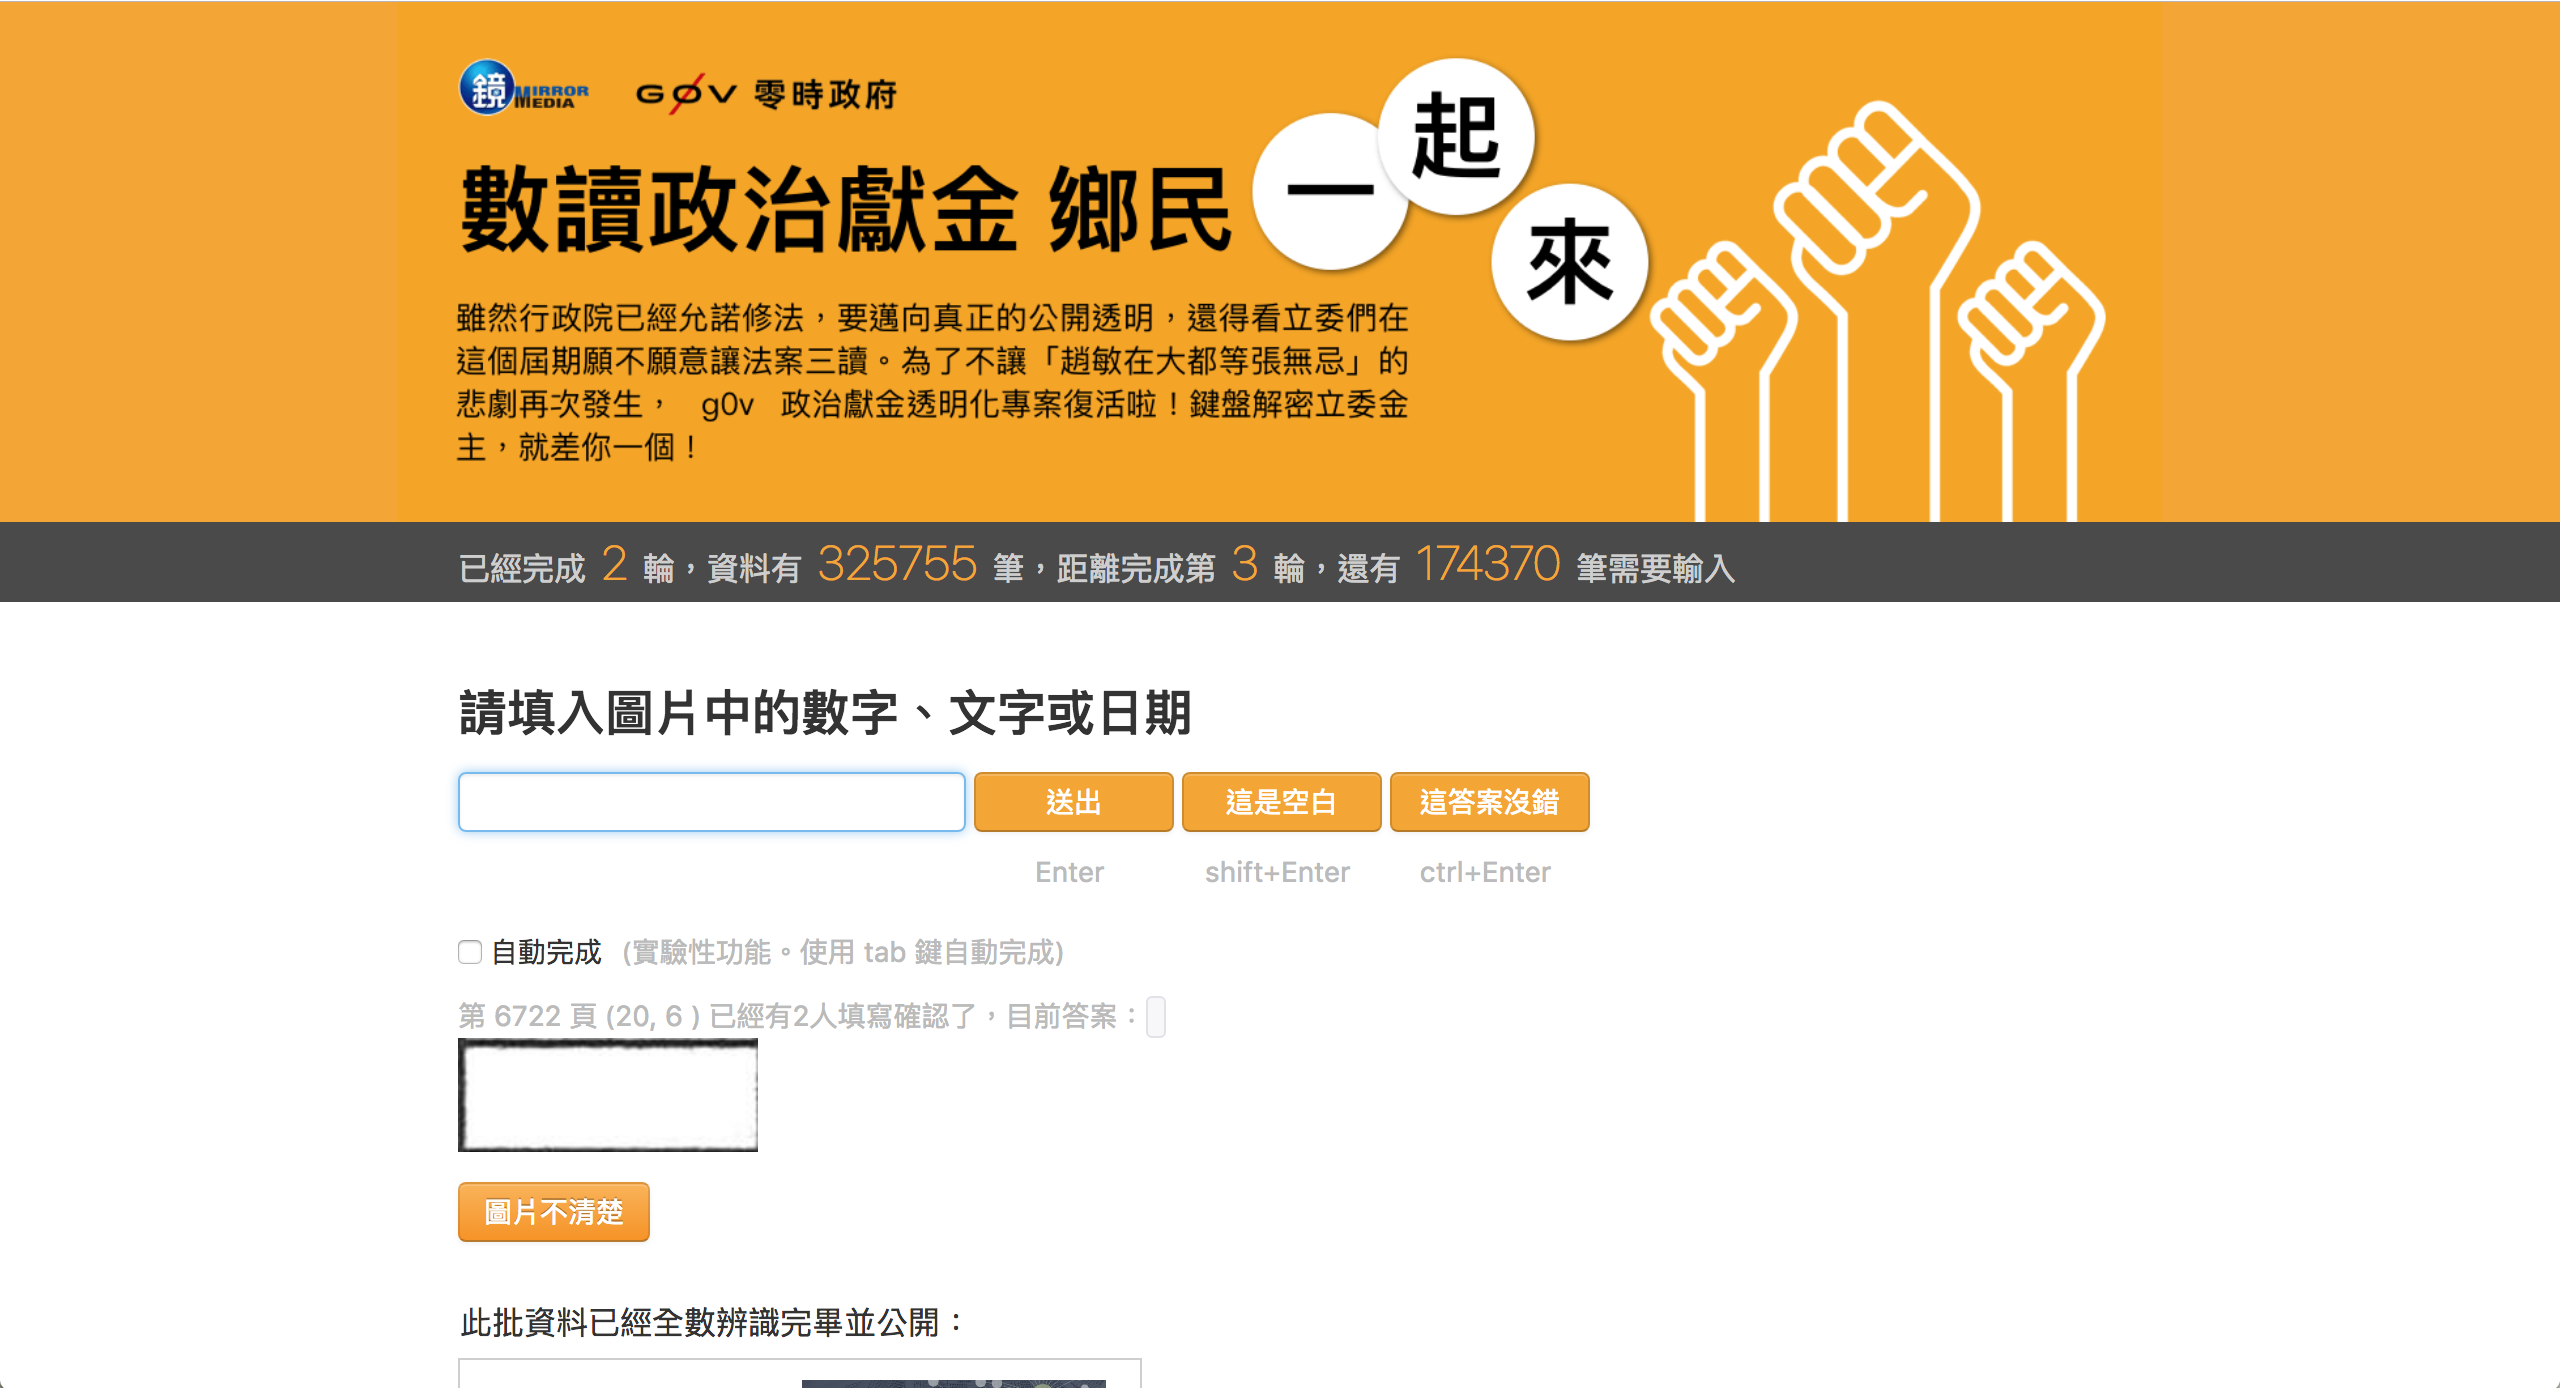 鏡 MIRROR MEDIA G0V 零時政府
數讀政治獻金 鄉民一起來
雖然行政院已經允諾修法，要邁向真正的公開透明，還得看立委們在
這個屆期願不願意讓法案三讀。為了不讓「趙敏在大都等張無忌」的
悲劇再次發生， g0v 政治獻金透明化專案復活啦！鍵盤解密立委金
主，就差你一個！
已經完成 2 輪，資料有 325755 筆，距離完成第 3 輪，還有 174370 筆需要輸入
請填入圖片中的數字、文字或日期
送出 這是空白 這答案沒錯
Enter shift+Enter ctrl+Enter
自動完成 (實驗性功能。使用 tab 鍵自動完成)
第 6722 頁 (20, 6 ) 已經有2人填寫確認了，目前答案：
圖片不清楚
此批資料已經全數辨識完畢並公開：